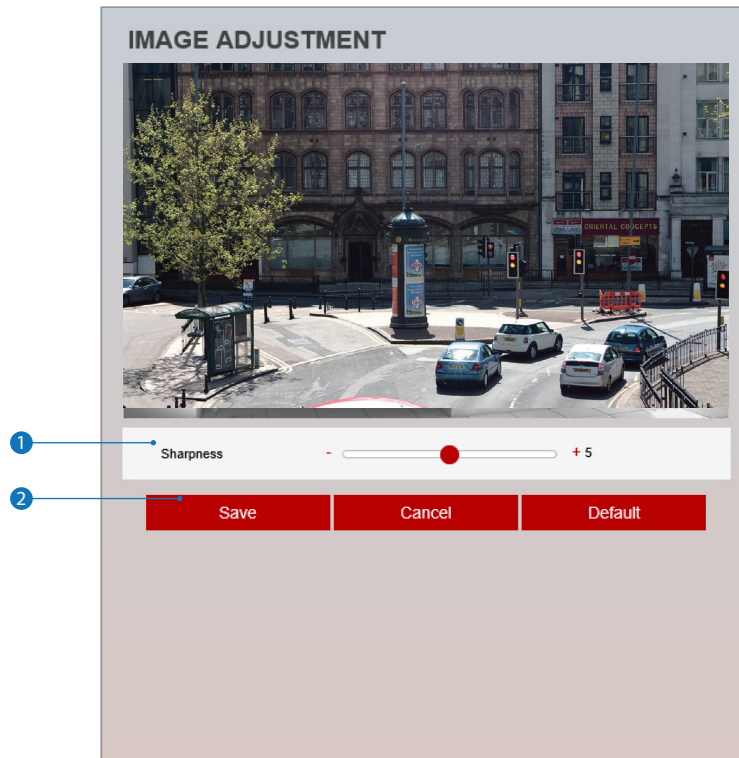 IMAGE ADJUSTMENT
ORIENTAL CONCEPTS
1
Sharpness - + 5
2
Save Cancel Default